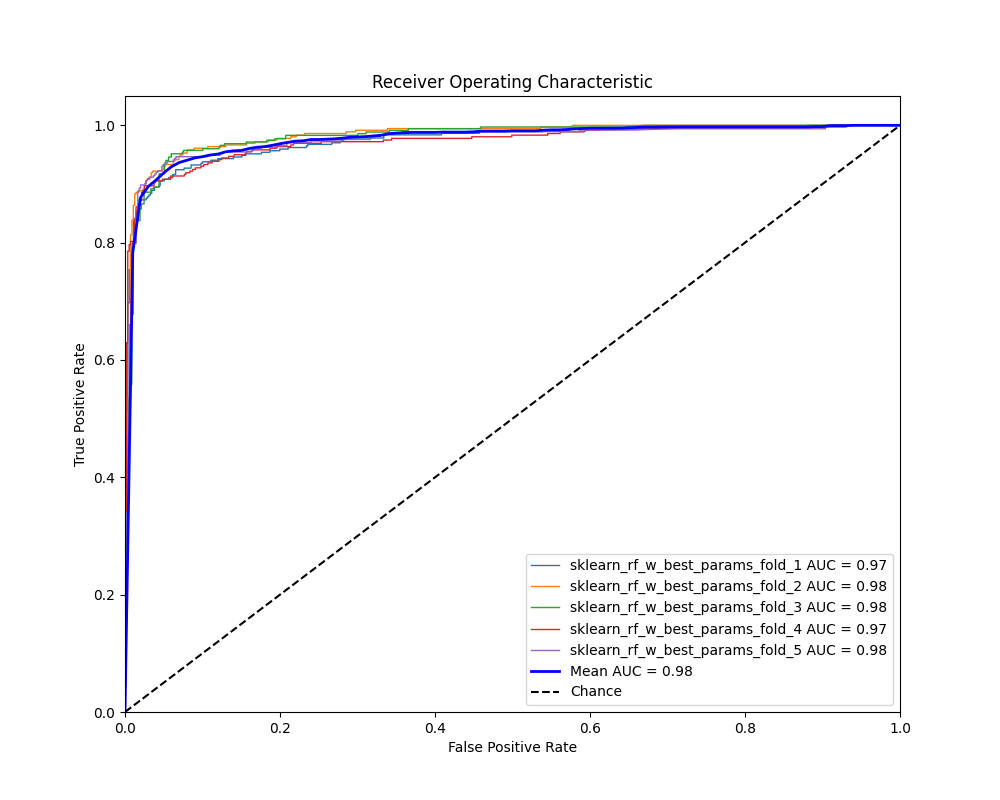 Receiver Operating Characteristic
True Positive Rate
1.0
0.8
0.6
0.4
0.2
0.0
sklearn_rf_w_best_params_fold_1 AUC = 0.97
sklearn_rf_w_best_params_fold_2 AUC = 0.98
sklearn_rf_w_best_params_fold_3 AUC = 0.98
sklearn_rf_w_best_params_fold_4 AUC = 0.97
sklearn_rf_w_best_params_fold_5 AUC = 0.98
Mean AUC = 0.98
Chance
0.0 0.2 0.4 0.6 0.8 1.0
False Positive Rate